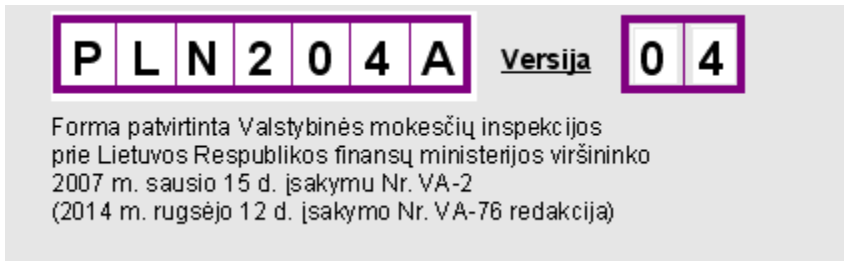 PLN204A Versija 04
Forma patvirtinta Valstybinės mokesčių inspekcijos
prie Lietuvos Respublikos finansų ministerijos viršininko
2007 m. sausio 15 d. įsakymu Nr. VA-2
(2014 m. rugsėjo 12 d. įsakymo Nr. VA-76 redakcija)